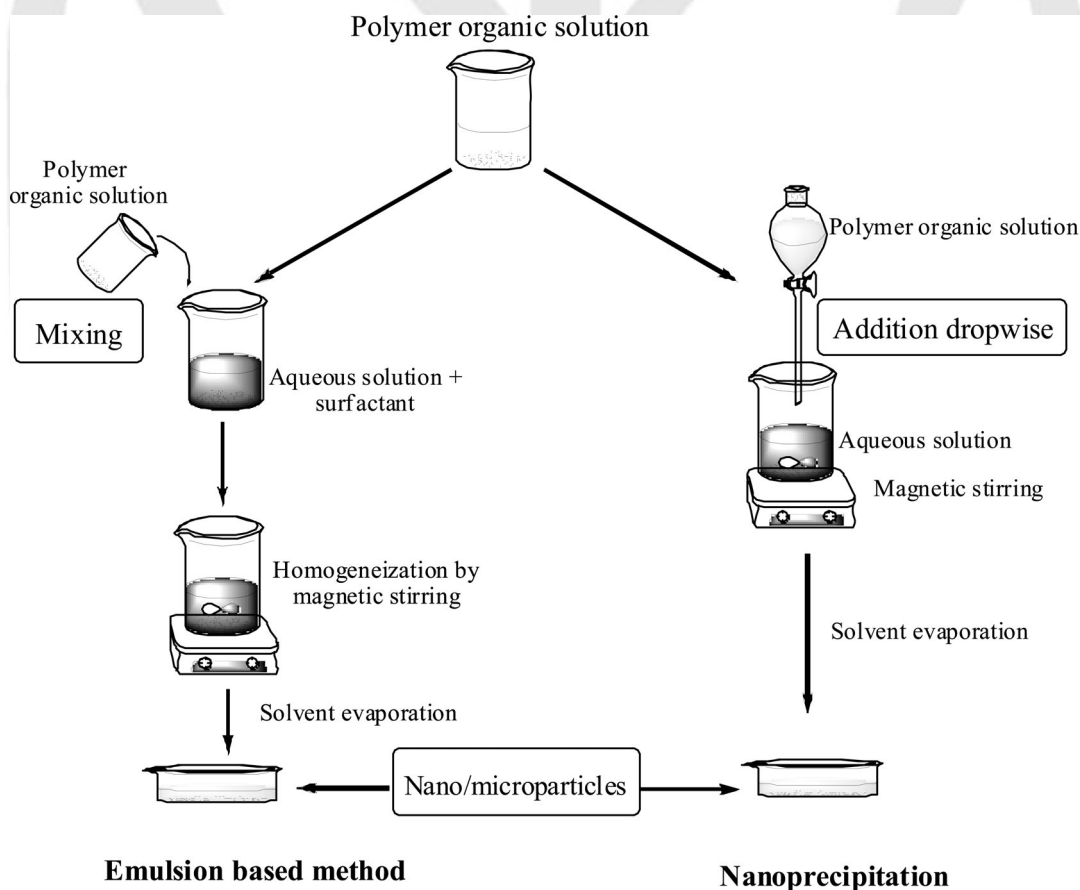 Polymer organic solution
Polymer
organic solution
Mixing
Aqueous solution +
surfactant
Homogeneization by
magnetic stirring
Solvent evaporation
Polymer organic solution
Addition dropwise
Aqueous solution
Magnetic stirring
Solvent evaporation
Nano/microparticles
Emulsion based method
Nanoprecipitation